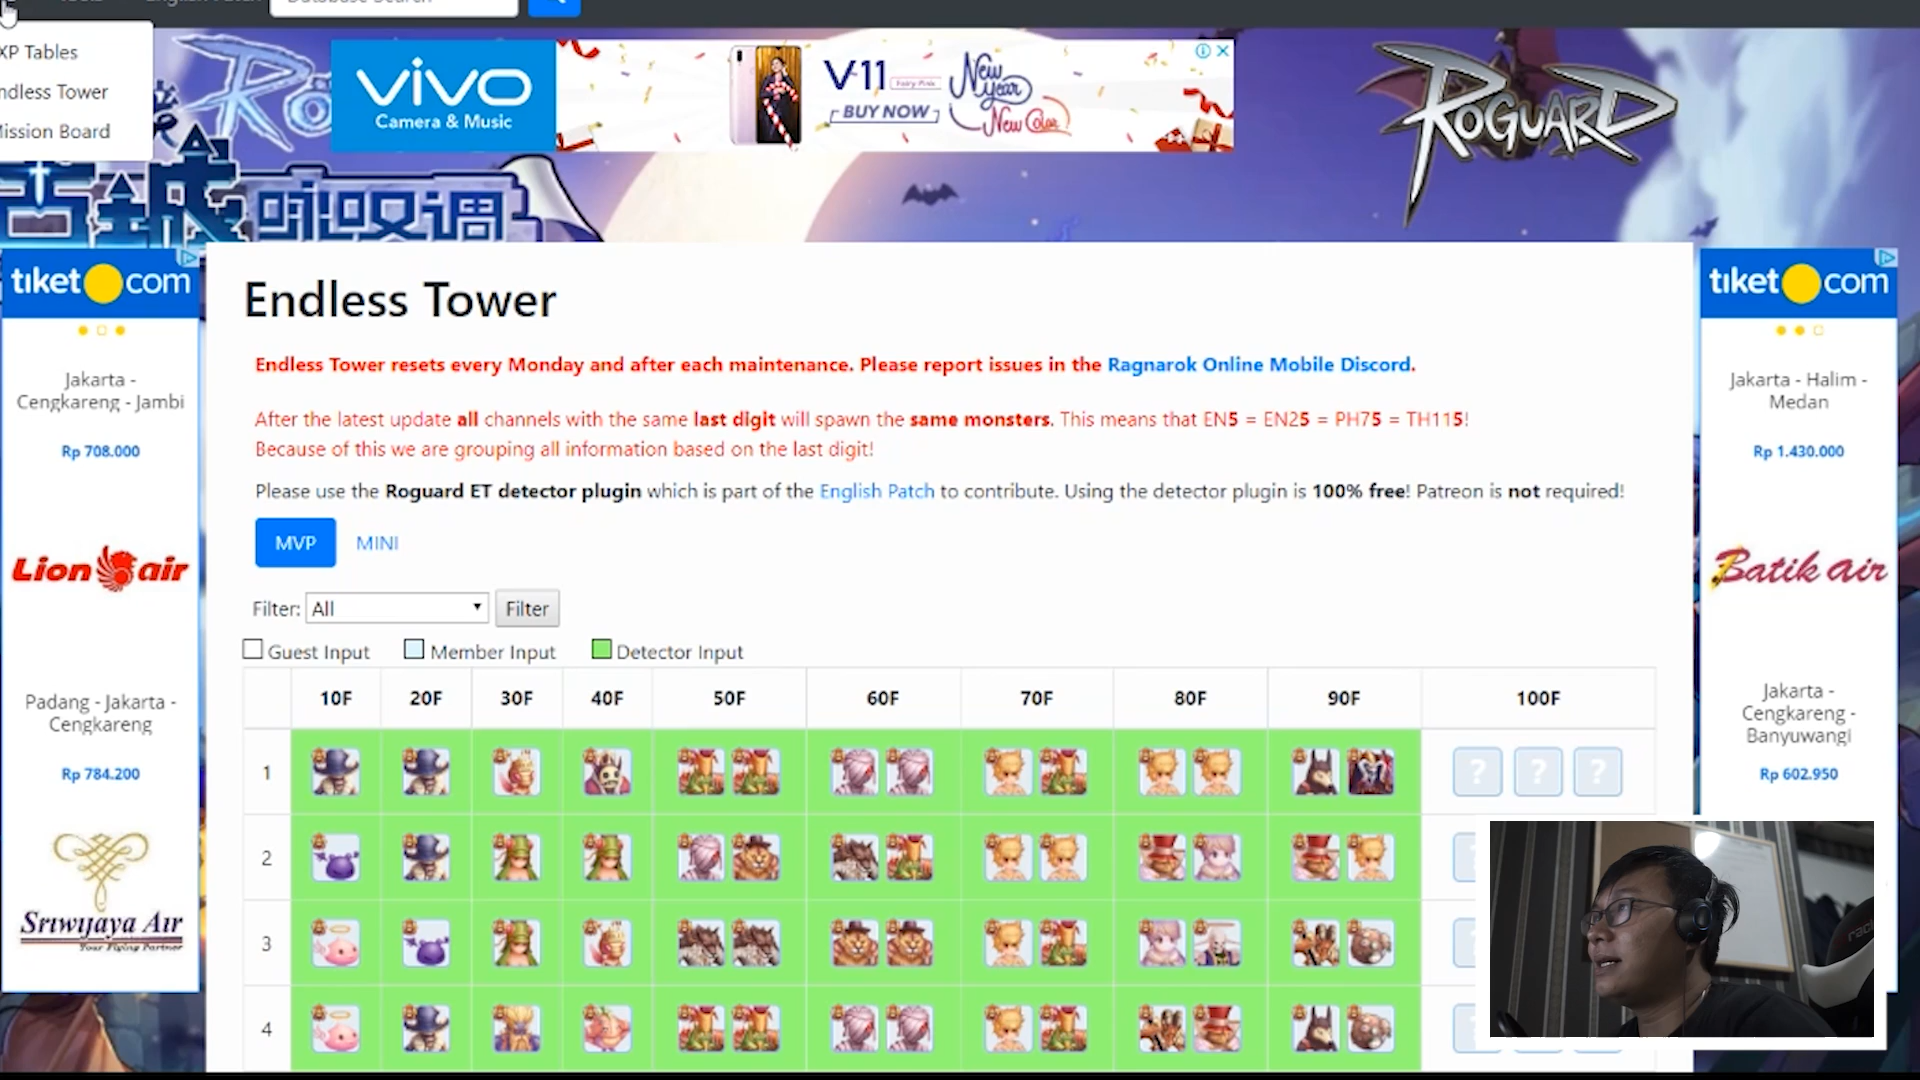 XP Tables
ndless Tower
ission Board
vivo
Camera & Music
V11
BUY NOW
New Year
New Color
ROGUARD
tiket com
Jakarta -
Cengkareng - Jambi
Rp 708.000
Lion air
Padang - Jakarta -
Cengkareng
Rp 784.200
Sriwijaya Air
Your Flying Partner
Endless Tower
Endless Tower resets every Monday and after each maintenance. Please report issues in the Ragnarok Online Mobile Discord.
After the latest update all channels with the same last digit will spawn the same monsters. This means that EN5 = EN25 = PH75 = TH115!
Because of this we are grouping all information based on the last digit!
Please use the Roguard ET detector plugin which is part of the English Patch to contribute. Using the detector plugin is 100% free! Patreon is not required!
MVP MINI
Filter: All Filter
Guest Input Member Input Detector Input
10F 20F 30F 40F 50F 60F 70F 80F 90F 100F
1 ? ? ?
2
3
4
tiket com
Jakarta - Halim -
Medan
Rp 1.430.000
Batik air
Jakarta -
Cengkareng -
Banyuwangi
Rp 602.950